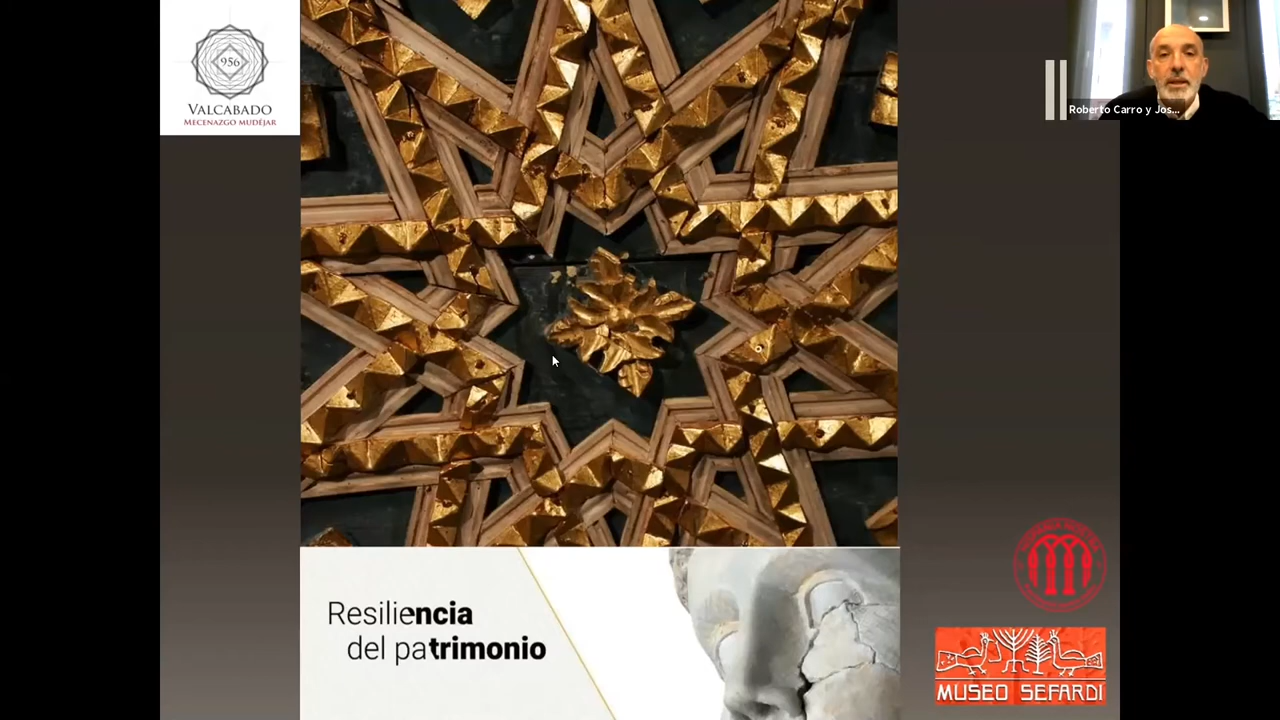 956
VALCABADO
MECENAZGO MUDÉJAR
Roberto Carro y Jos...
Resiliencia
del patrimonio
MUSEO SEFARDI